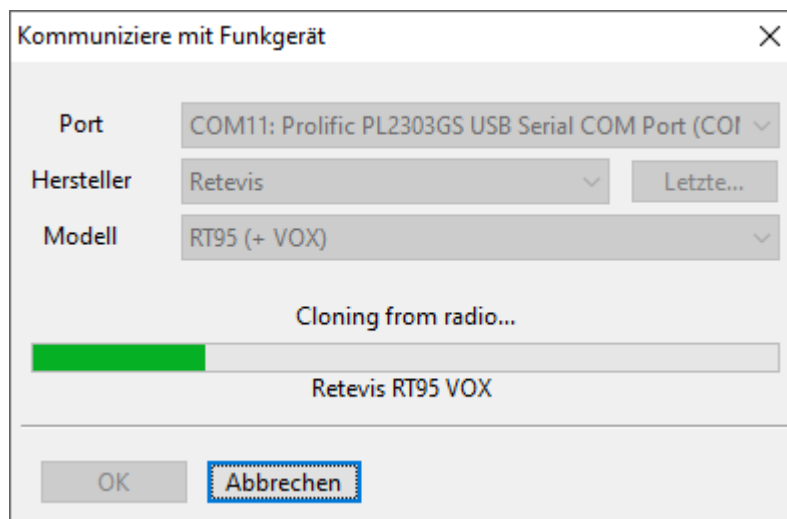 Kommuniziere mit Funkgerät
Port COM11: Prolific PL2303GS USB Serial COM Port (COM
Hersteller Retevis Letzte...
Modell RT95 (+ VOX)
Cloning from radio...
Retevis RT95 VOX
OK Abbrechen